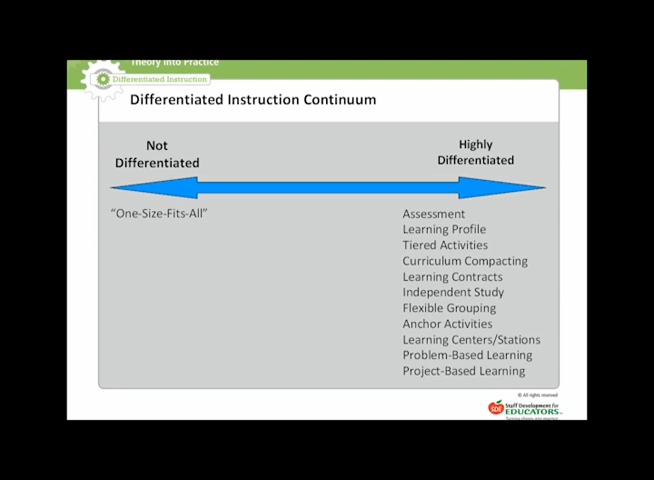 Theory Into Practice
Differentiated Instruction
Differentiated Instruction Continuum
Not
Differentiated
Highly
Differentiated
“One-Size-Fits-All”
Assessment
Learning Profile
Tiered Activities
Curriculum Compacting
Learning Contracts
Independent Study
Flexible Grouping
Anchor Activities
Learning Centers/Stations
Problem-Based Learning
Project-Based Learning
© All rights reserved
SDE Staff Development for
EDUCATORS